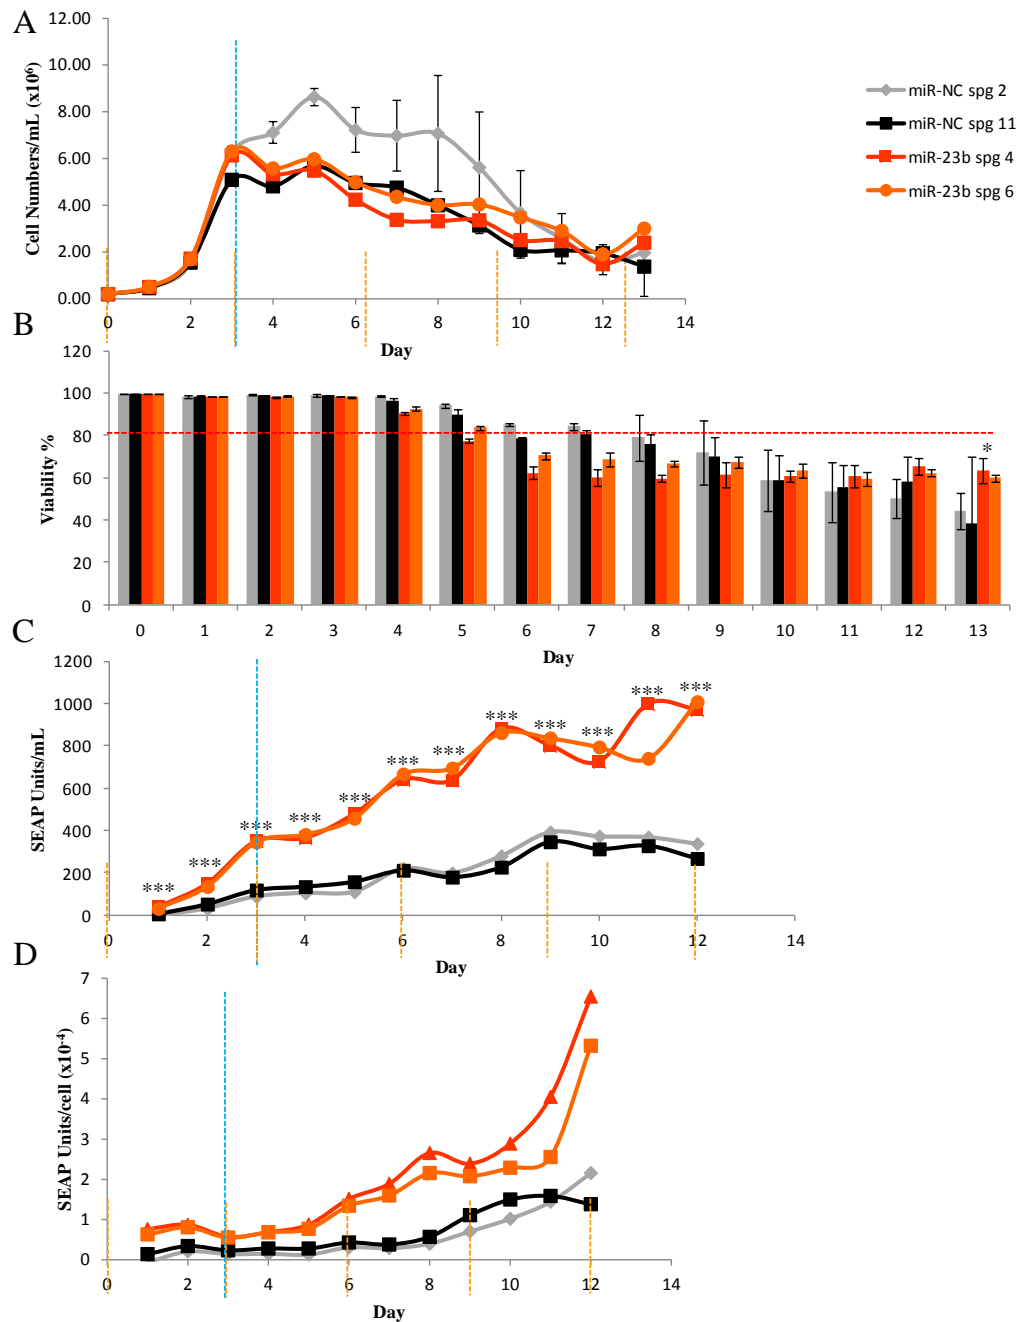 A
12.00
10.00
8.00
6.00
4.00
2.00
0.00
Cell Numbers/mL (x10⁶)
0 2 4 6 8 10 12 14
Day
miR-NC spg 2
miR-NC spg 11
miR-23b spg 4
miR-23b spg 6
B
120
100
80
60
40
20
0
Viability %
*
0 1 2 3 4 5 6 7 8 9 10 11 12 13
Day
C
1200
1000
800
600
400
200
0
SEAP Units/mL
*** *** *** *** *** *** *** *** *** *** *** ***
0 2 4 6 8 10 12 14
Day
D
7
6
5
4
3
2
1
0
SEAP Units/cell (x10⁻⁴)
0 2 4 6 8 10 12 14
Day